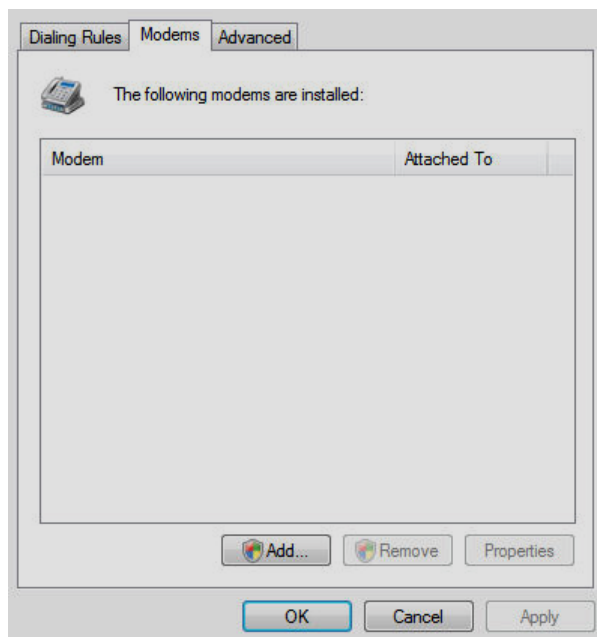 Dialing Rules Modems Advanced
The following modems are installed:
Modem Attached To
Add... Remove Properties
OK Cancel Apply